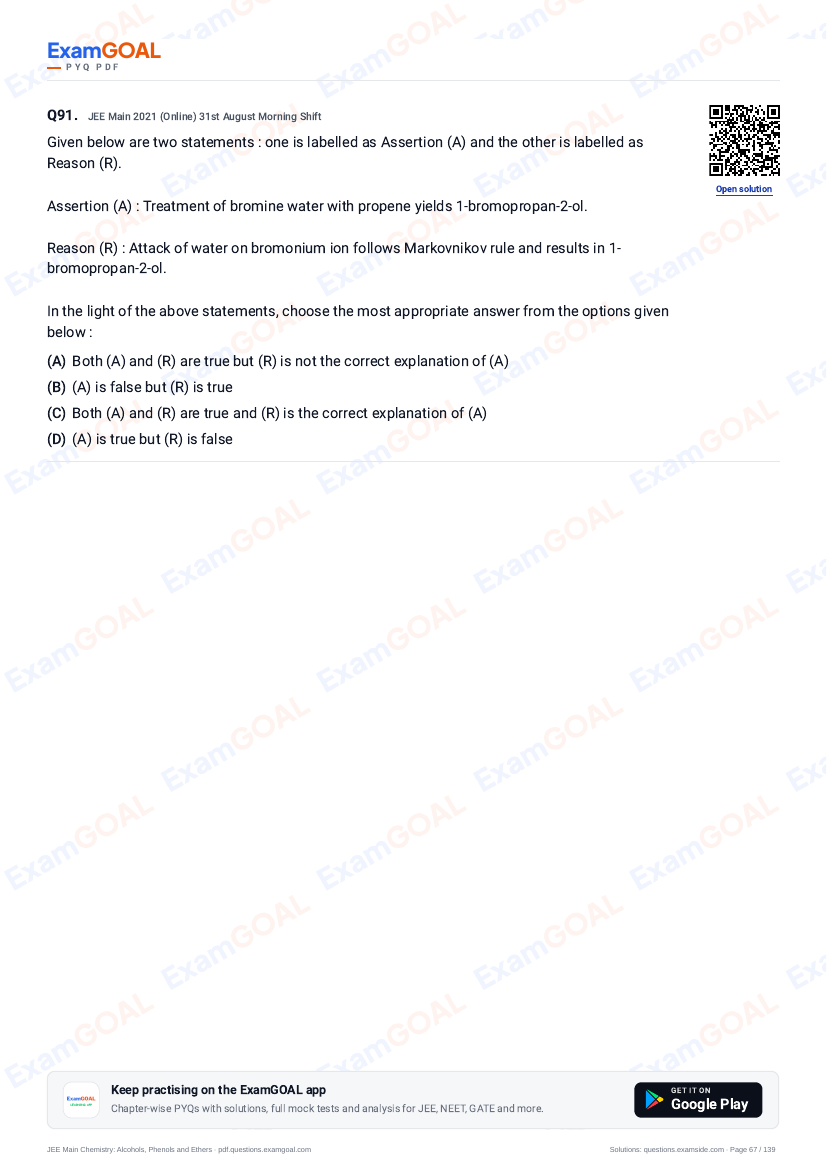 ExamGOAL
PYQ PDF
Q91. JEE Main 2021 (Online) 31st August Morning Shift
Given below are two statements : one is labelled as Assertion (A) and the other is labelled as
Reason (R).
Assertion (A) : Treatment of bromine water with propene yields 1-bromopropan-2-ol.
Reason (R) : Attack of water on bromonium ion follows Markovnikov rule and results in 1-
bromopropan-2-ol.
In the light of the above statements, choose the most appropriate answer from the options given
below :
(A) Both (A) and (R) are true but (R) is not the correct explanation of (A)
(B) (A) is false but (R) is true
(C) Both (A) and (R) are true and (R) is the correct explanation of (A)
(D) (A) is true but (R) is false
Open solution
ExamGOAL
Keep practising on the ExamGOAL app
Chapter-wise PYQs with solutions, full mock tests and analysis for JEE, NEET, GATE and more.
GET IT ON
Google Play
JEE Main Chemistry: Alcohols, Phenols and Ethers · pdf.questions.examgoal.com
Solutions: questions.examside.com · Page 67 / 139